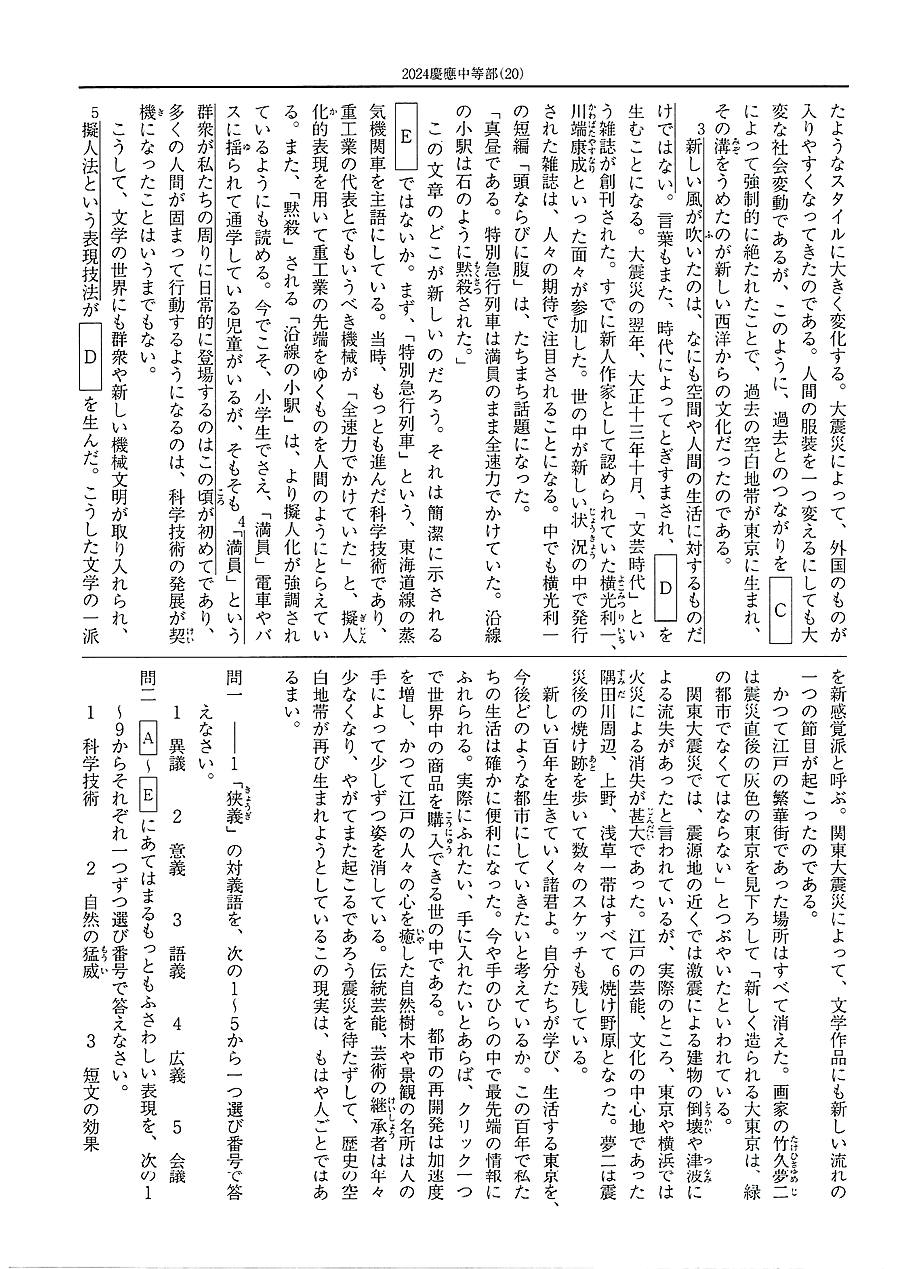 2024慶應中等部(20)
たようなスタイルに大きく変化する。大震災によって、外国のものが
入りやすくなってきたのである。人間の服装を一つ変えるにしても大
変な社会変動であるが、このように、過去とのつながりを C
によって強制的に絶たれたことで、過去の空白地帯が東京に生まれ、
その溝をうめたのが新しい西洋からの文化だったのである。
3新しい風が吹いたのは、なにも空間や人間の生活に対するものだ
けではない。言葉もまた、時代によってとぎすまされ、 D を
生むことになる。大震災の翌年、大正十三年十月、「文芸時代」とい
う雑誌が創刊された。すでに新人作家として認められていた横光利一、
川端康成といった面々が参加した。世の中が新しい状況の中で発行
された雑誌は、人々の期待で注目されることになる。中でも横光利一
の短編「頭ならびに腹」は、たちまち話題になった。
「真昼である。特別急行列車は満員のまま全速力でかけていた。沿線
の小駅は石のように黙殺された。」
この文章のどこが新しいのだろう。それは簡潔に示される
E ではないか。まず、「特別急行列車」という、東海道線の蒸
気機関車を主語にしている。当時、もっとも進んだ科学技術であり、
重工業の代表とでもいうべき機械が「全速力でかけていた」と、擬人
化的表現を用いて重工業の先端をゆくものを人間のようにとらえてい
る。また、「黙殺」される「沿線の小駅」は、より擬人化が強調され
ているようにも読める。今でこそ、小学生でさえ、「満員」電車やバ
スに揺られて通学している児童がいるが、そもそも4「満員」という
群衆が私たちの周りに日常的に登場するのはこの頃が初めてであり、
多くの人間が固まって行動するようになるのは、科学技術の発展が契
機になったことはいうまでもない。
こうして、文学の世界にも群衆や新しい機械文明が取り入れられ、
5擬人法という表現技法が D を生んだ。こうした文学の一派
を新感覚派と呼ぶ。関東大震災によって、文学作品にも新しい流れの
一つの節目が起こったのである。
かつて江戸の繁華街であった場所はすべて消えた。画家の竹久夢二
は震災直後の灰色の東京を見下ろして「新しく造られる大東京は、緑
の都市でなくてはならない」とつぶやいたといわれている。
関東大震災では、震源地の近くでは激震による建物の倒壊や津波に
よる流失があったと言われているが、実際のところ、東京や横浜では
火災による消失が甚大であった。江戸の芸能、文化の中心地であった
隅田川周辺、上野、浅草一帯はすべて6焼け野原となった。夢二は震
災後の焼け跡を歩いて数々のスケッチも残している。
新しい百年を生きていく諸君よ。自分たちが学び、生活する東京を、
今後どのような都市にしていきたいと考えているか。この百年で私た
ちの生活は確かに便利になった。今や手のひらの中で最先端の情報に
ふれられる。実際にふれたい、手に入れたいとあらば、クリック一つ
で世界中の商品を購入できる世の中である。都市の再開発は加速度
を増し、かつて江戸の人々の心を癒した自然樹木や景観の名所は人の
手によって少しずつ姿を消している。伝統芸能、芸術の継承者は年々
少なくなり、やがてまた起こるであろう震災を待たずして、歴史の空
白地帯が再び生まれようとしているこの現実は、もはや人ごとではあ
るまい。
問一 ――1「狭義」の対義語を、次の1～5から一つ選び番号で答
えなさい。
1 異議 2 意義 3 語義 4 広義 5 会議
問二 A ～ E にあてはまるもっともふさわしい表現を、次の1
～9からそれぞれ一つずつ選び番号で答えなさい。
1 科学技術 2 自然の猛威 3 短文の効果